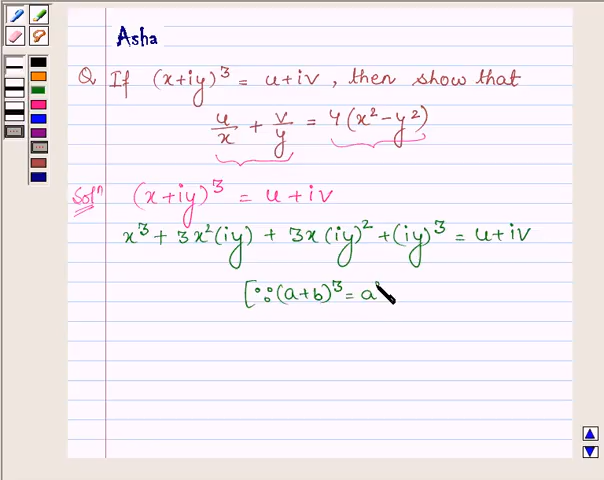 Asha
Q If (x+iy)³ = u+iv, then show that
u/x + v/y = 4(x²-y²)
Solⁿ (x+iy)³ = u+iv
x³ + 3x²(iy) + 3x(iy)² + (iy)³ = u+iv
[∵(a+b)³ = a